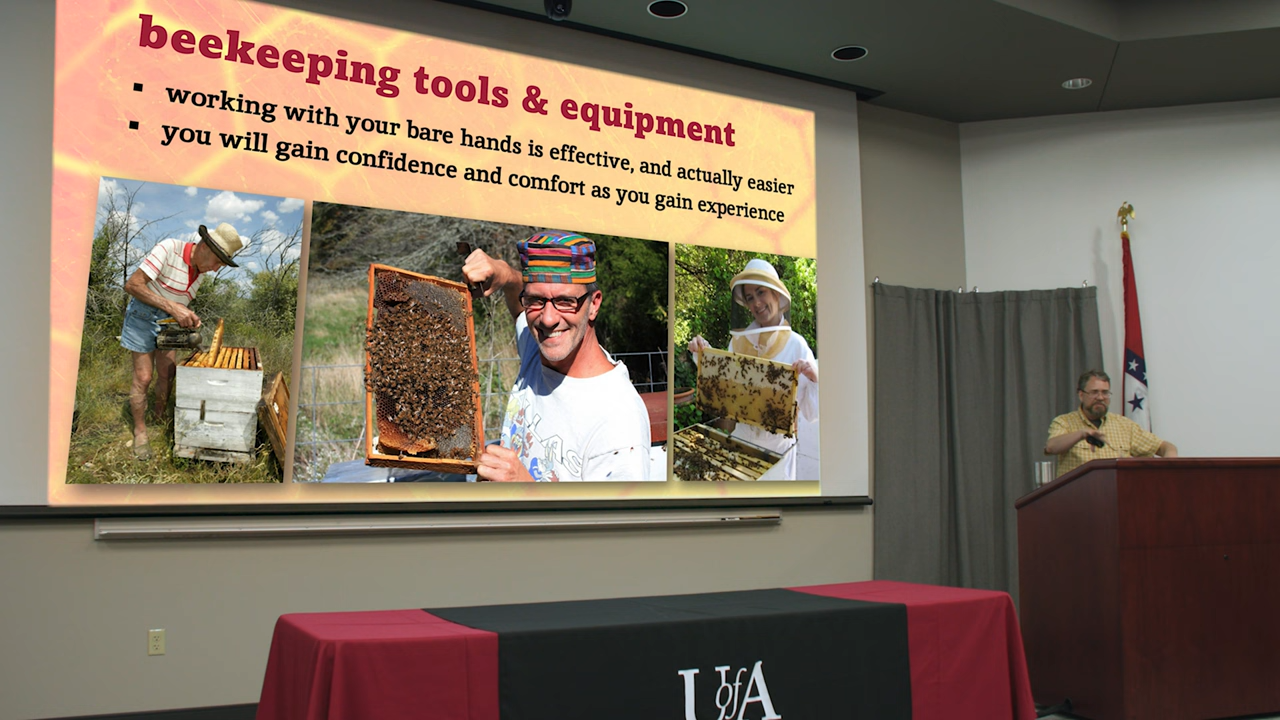 beekeeping tools & equipment
▪ working with your bare hands is effective, and actually easier
▪ you will gain confidence and comfort as you gain experience
UofA